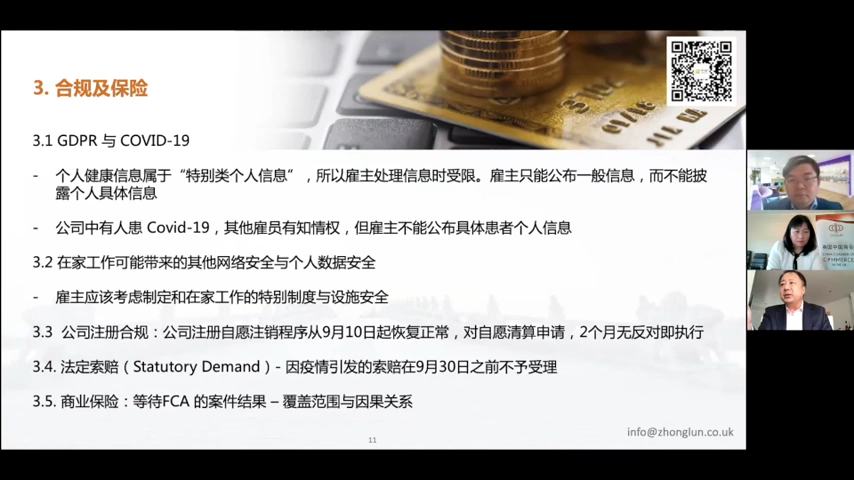 3. 合规及保险
3.1 GDPR 与 COVID-19
- 个人健康信息属于“特别类个人信息”，所以雇主处理信息时受限。雇主只能公布一般信息，而不能披
露个人具体信息
- 公司中有人患 Covid-19，其他雇员有知情权，但雇主不能公布具体患者个人信息
3.2 在家工作可能带来的其他网络安全与个人数据安全
- 雇主应该考虑制定和在家工作的特别制度与设施安全
3.3 公司注册合规：公司注册自愿注销程序从9月10日起恢复正常，对自愿清算申请，2个月无反对即执行
3.4. 法定索赔（Statutory Demand）- 因疫情引发的索赔在9月30日之前不予受理
3.5. 商业保险：等待FCA 的案件结果 – 覆盖范围与因果关系
info@zhonglun.co.uk
11